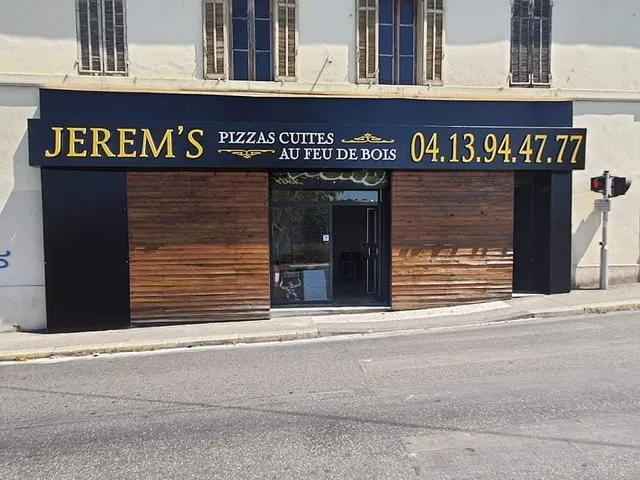 JEREM'S
PIZZAS CUITES
AU FEU DE BOIS
04.13.94.47.77